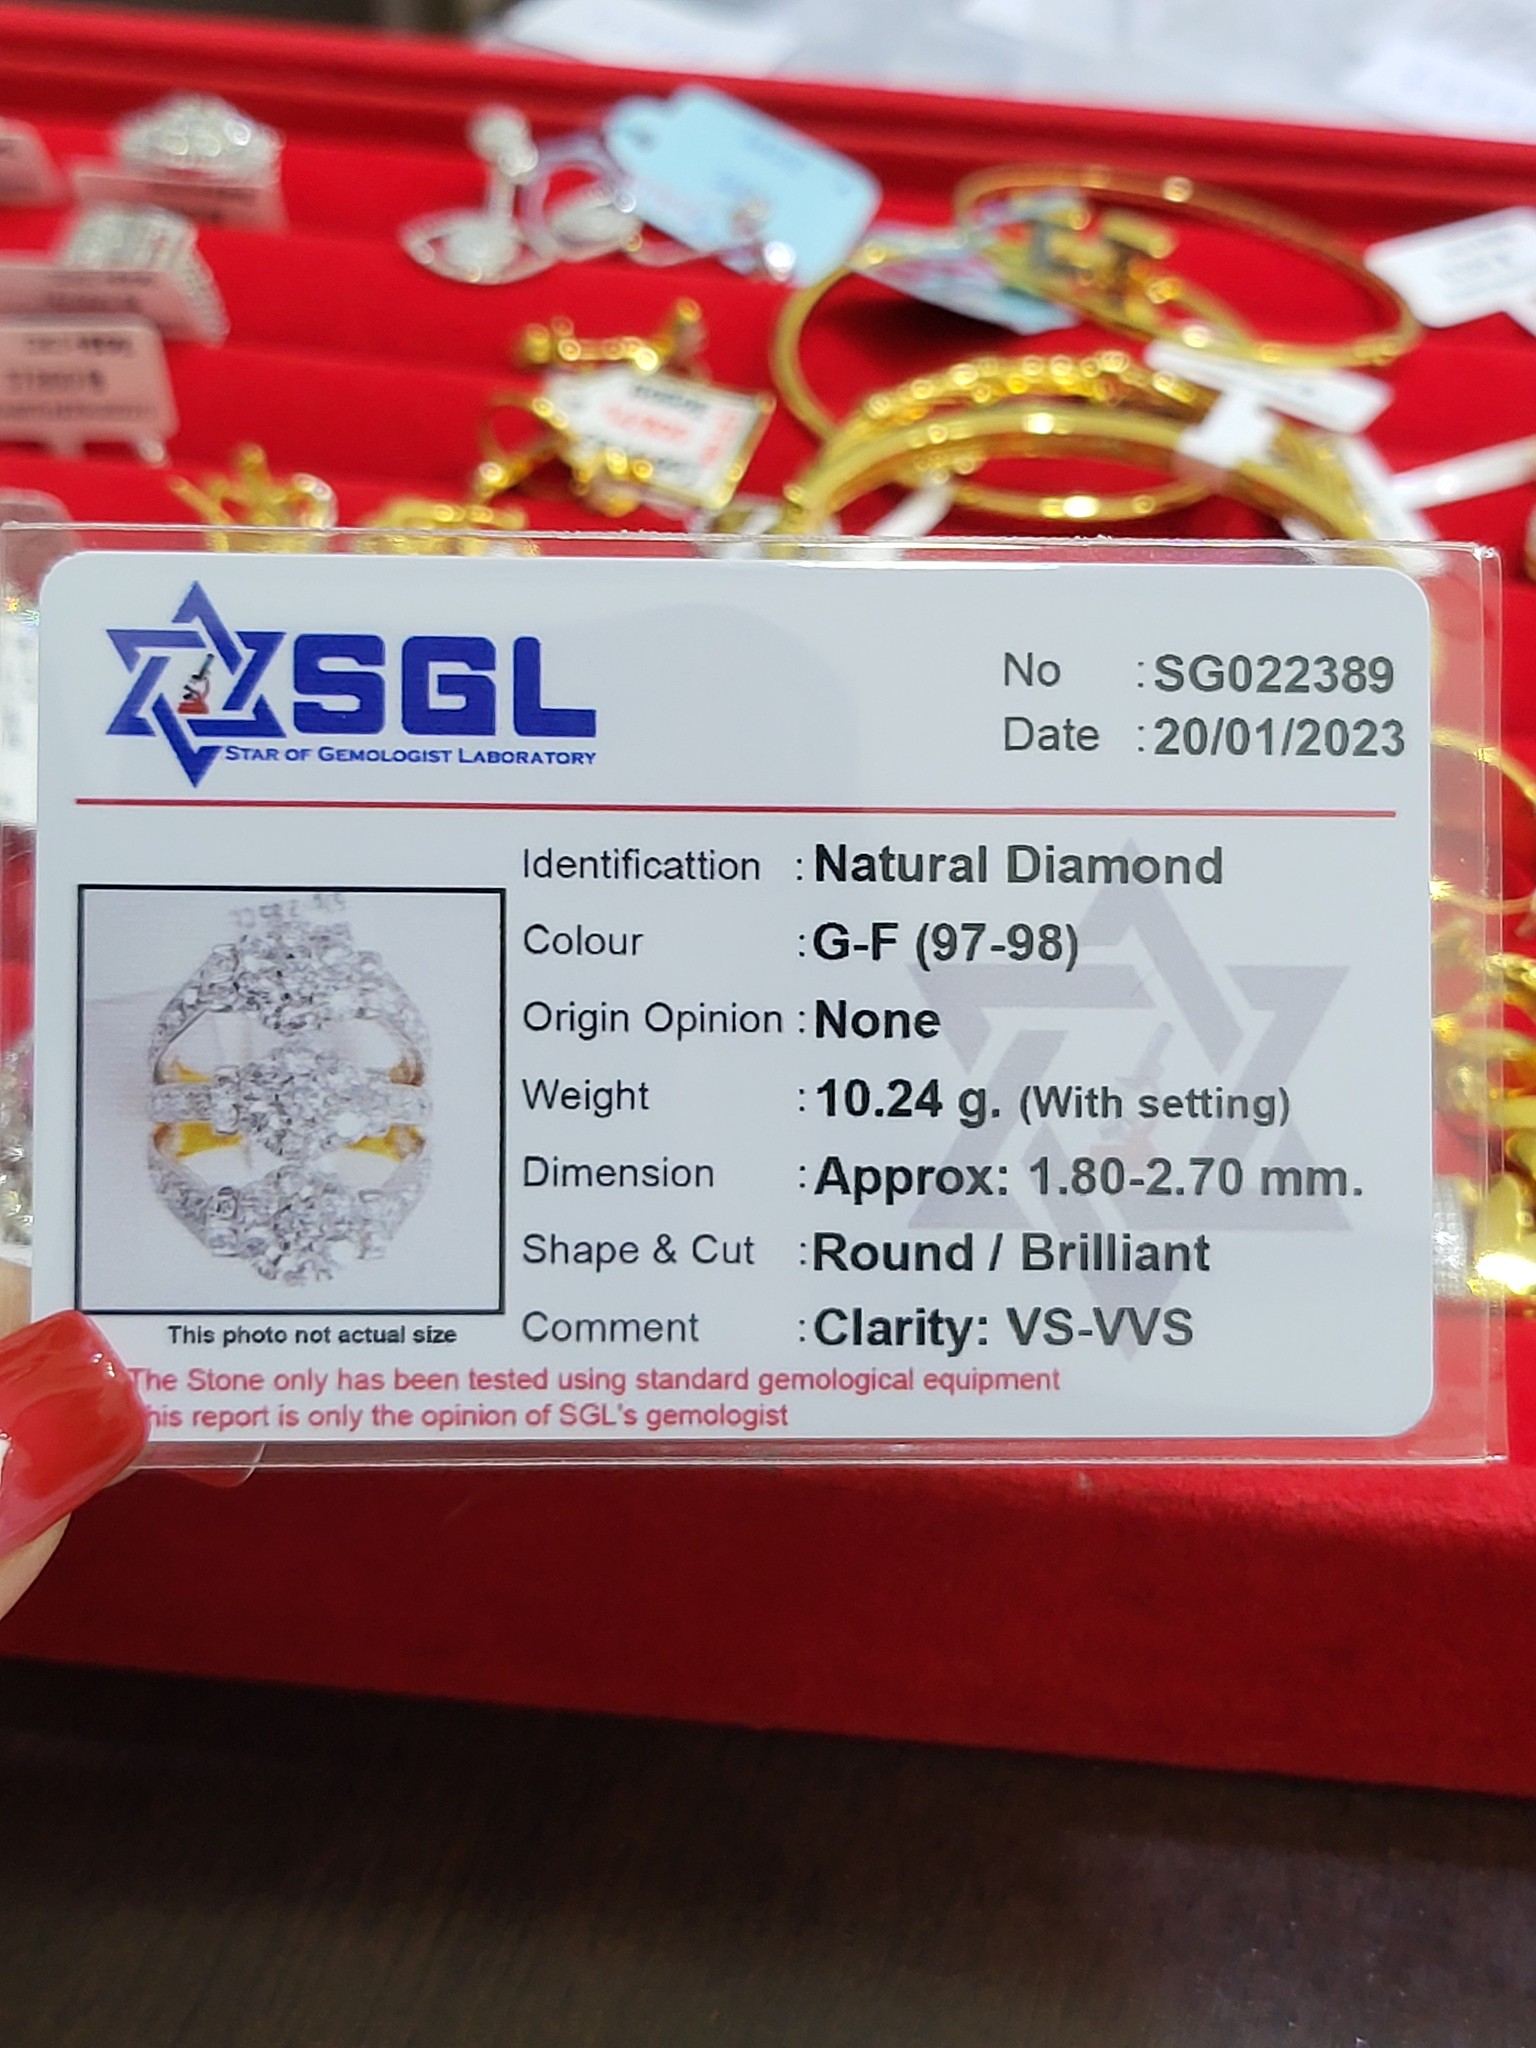 SGL
STAR OF GEMOLOGIST LABORATORY
No :SG022389
Date :20/01/2023
Identificattion :Natural Diamond
Colour :G-F (97-98)
Origin Opinion :None
Weight :10.24 g. (With setting)
Dimension :Approx: 1.80-2.70 mm.
Shape & Cut :Round / Brilliant
Comment :Clarity: VS-VVS
This photo not actual size
The Stone only has been tested using standard gemological equipment
his report is only the opinion of SGL's gemologist